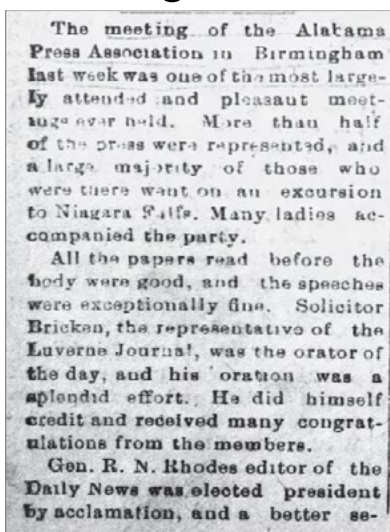 The meeting of the Alabama
Press Association in Birmingham
last week was one of the most large-
ly attended and pleasant meet-
ings ever held. More than half
of the press were represented, and
a large majority of those who
were there want on an excursion
to Niagara Falls. Many ladies ac-
companied the party.
All the papers read before the
body were good, and the speeches
were exceptionally fine. Solicitor
Bricken, the representative of the
Luverne Journal, was the orator of
the day, and his oration was a
splendid effort. He did himself
credit and received many congrat-
ulations from the members.
Gen. R. N. Rhodes editor of the
Daily News was elected president
by acclamation, and a better se-